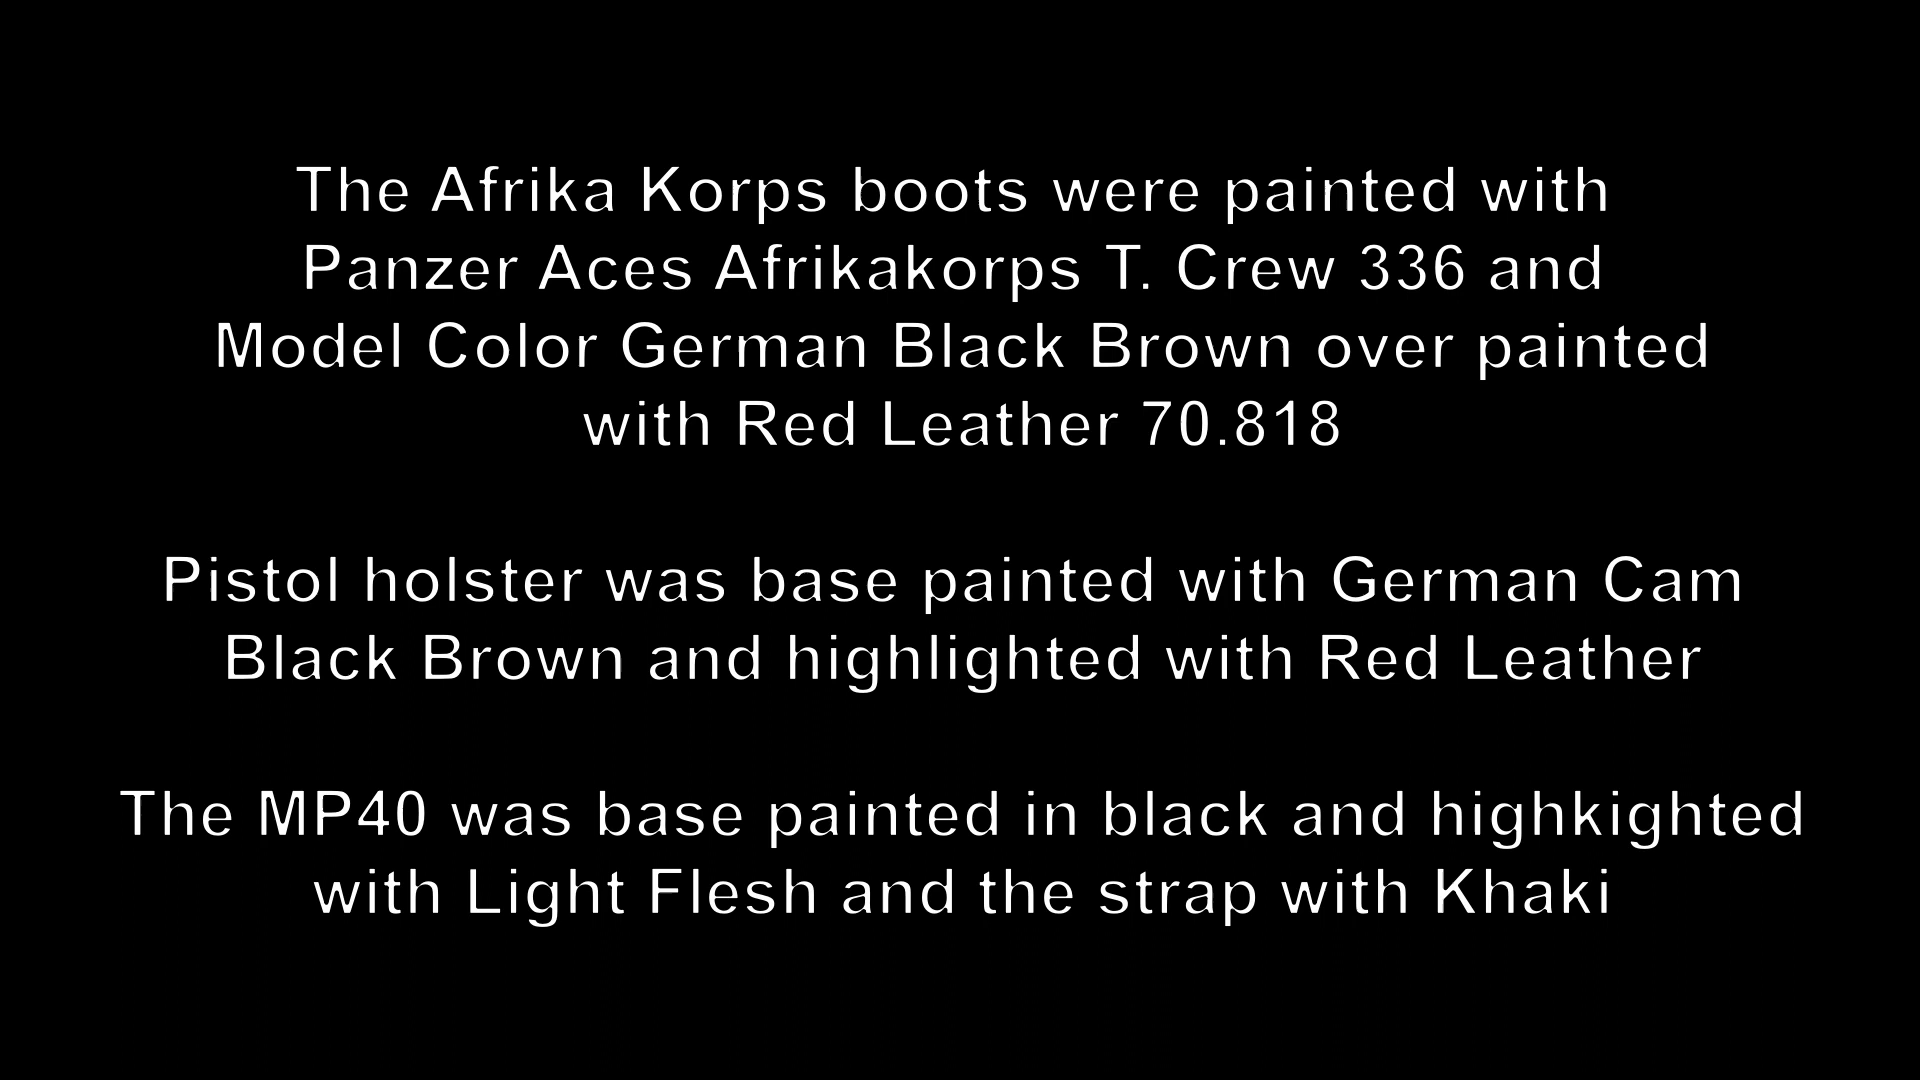 The Afrika Korps boots were painted with
Panzer Aces Afrikakorps T. Crew 336 and
Model Color German Black Brown over painted
with Red Leather 70.818
Pistol holster was base painted with German Cam
Black Brown and highlighted with Red Leather
The MP40 was base painted in black and highkighted
with Light Flesh and the strap with Khaki